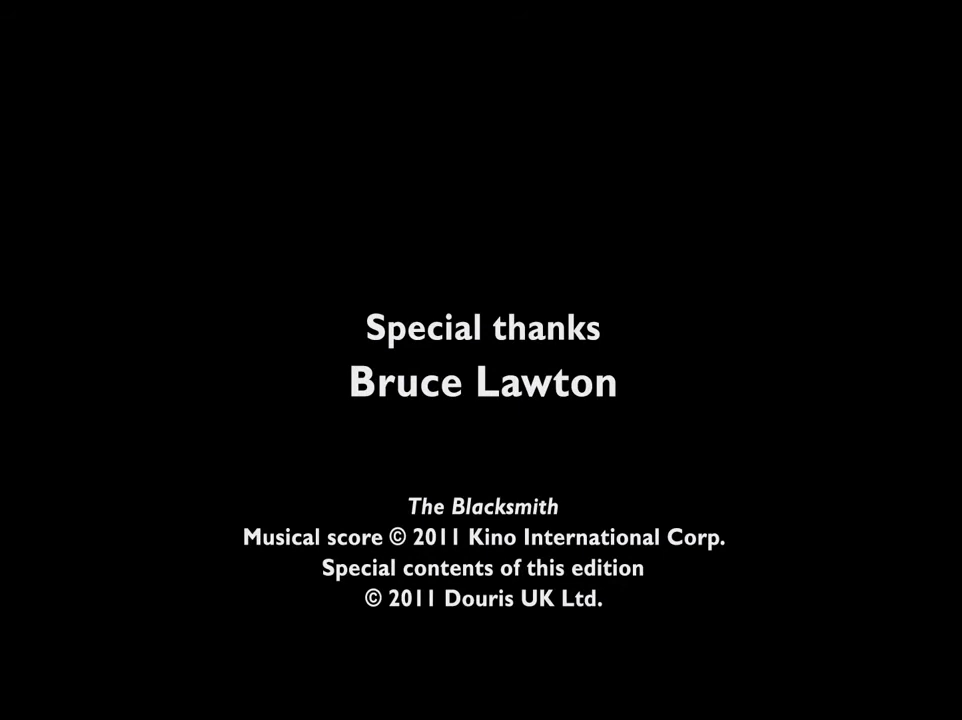 Special thanks
Bruce Lawton
The Blacksmith
Musical score © 2011 Kino International Corp.
Special contents of this edition
© 2011 Douris UK Ltd.